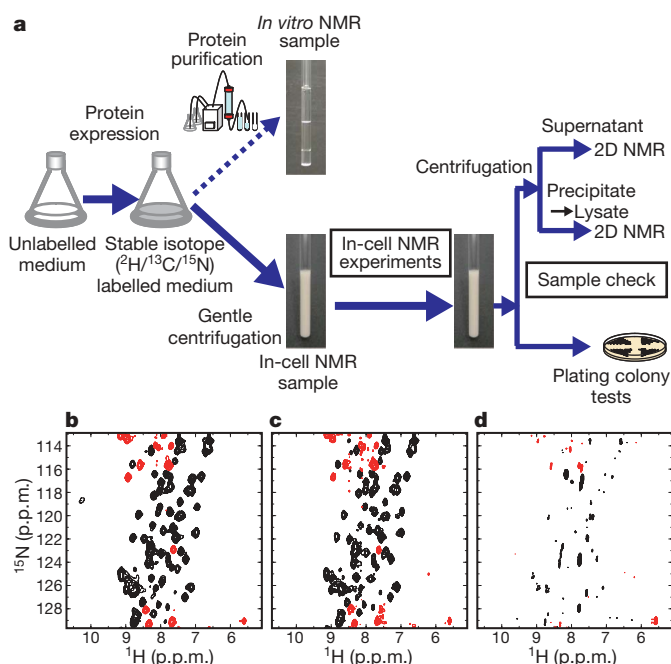 a
In vitro NMR
sample
Protein
purification
Protein
expression
Unlabelled
medium
Stable isotope
(²H/¹³C/¹⁵N)
labelled medium
Gentle
centrifugation
In-cell NMR
sample
In-cell NMR
experiments
Centrifugation
Supernatant
2D NMR
Precipitate
→Lysate
2D NMR
Sample check
Plating colony
tests
b
c
d
114
116
118
120
122
124
126
128
¹⁵N (p.p.m.)
10 9 8 7 6
¹H (p.p.m.)
10 9 8 7 6
¹H (p.p.m.)
10 9 8 7 6
¹H (p.p.m.)